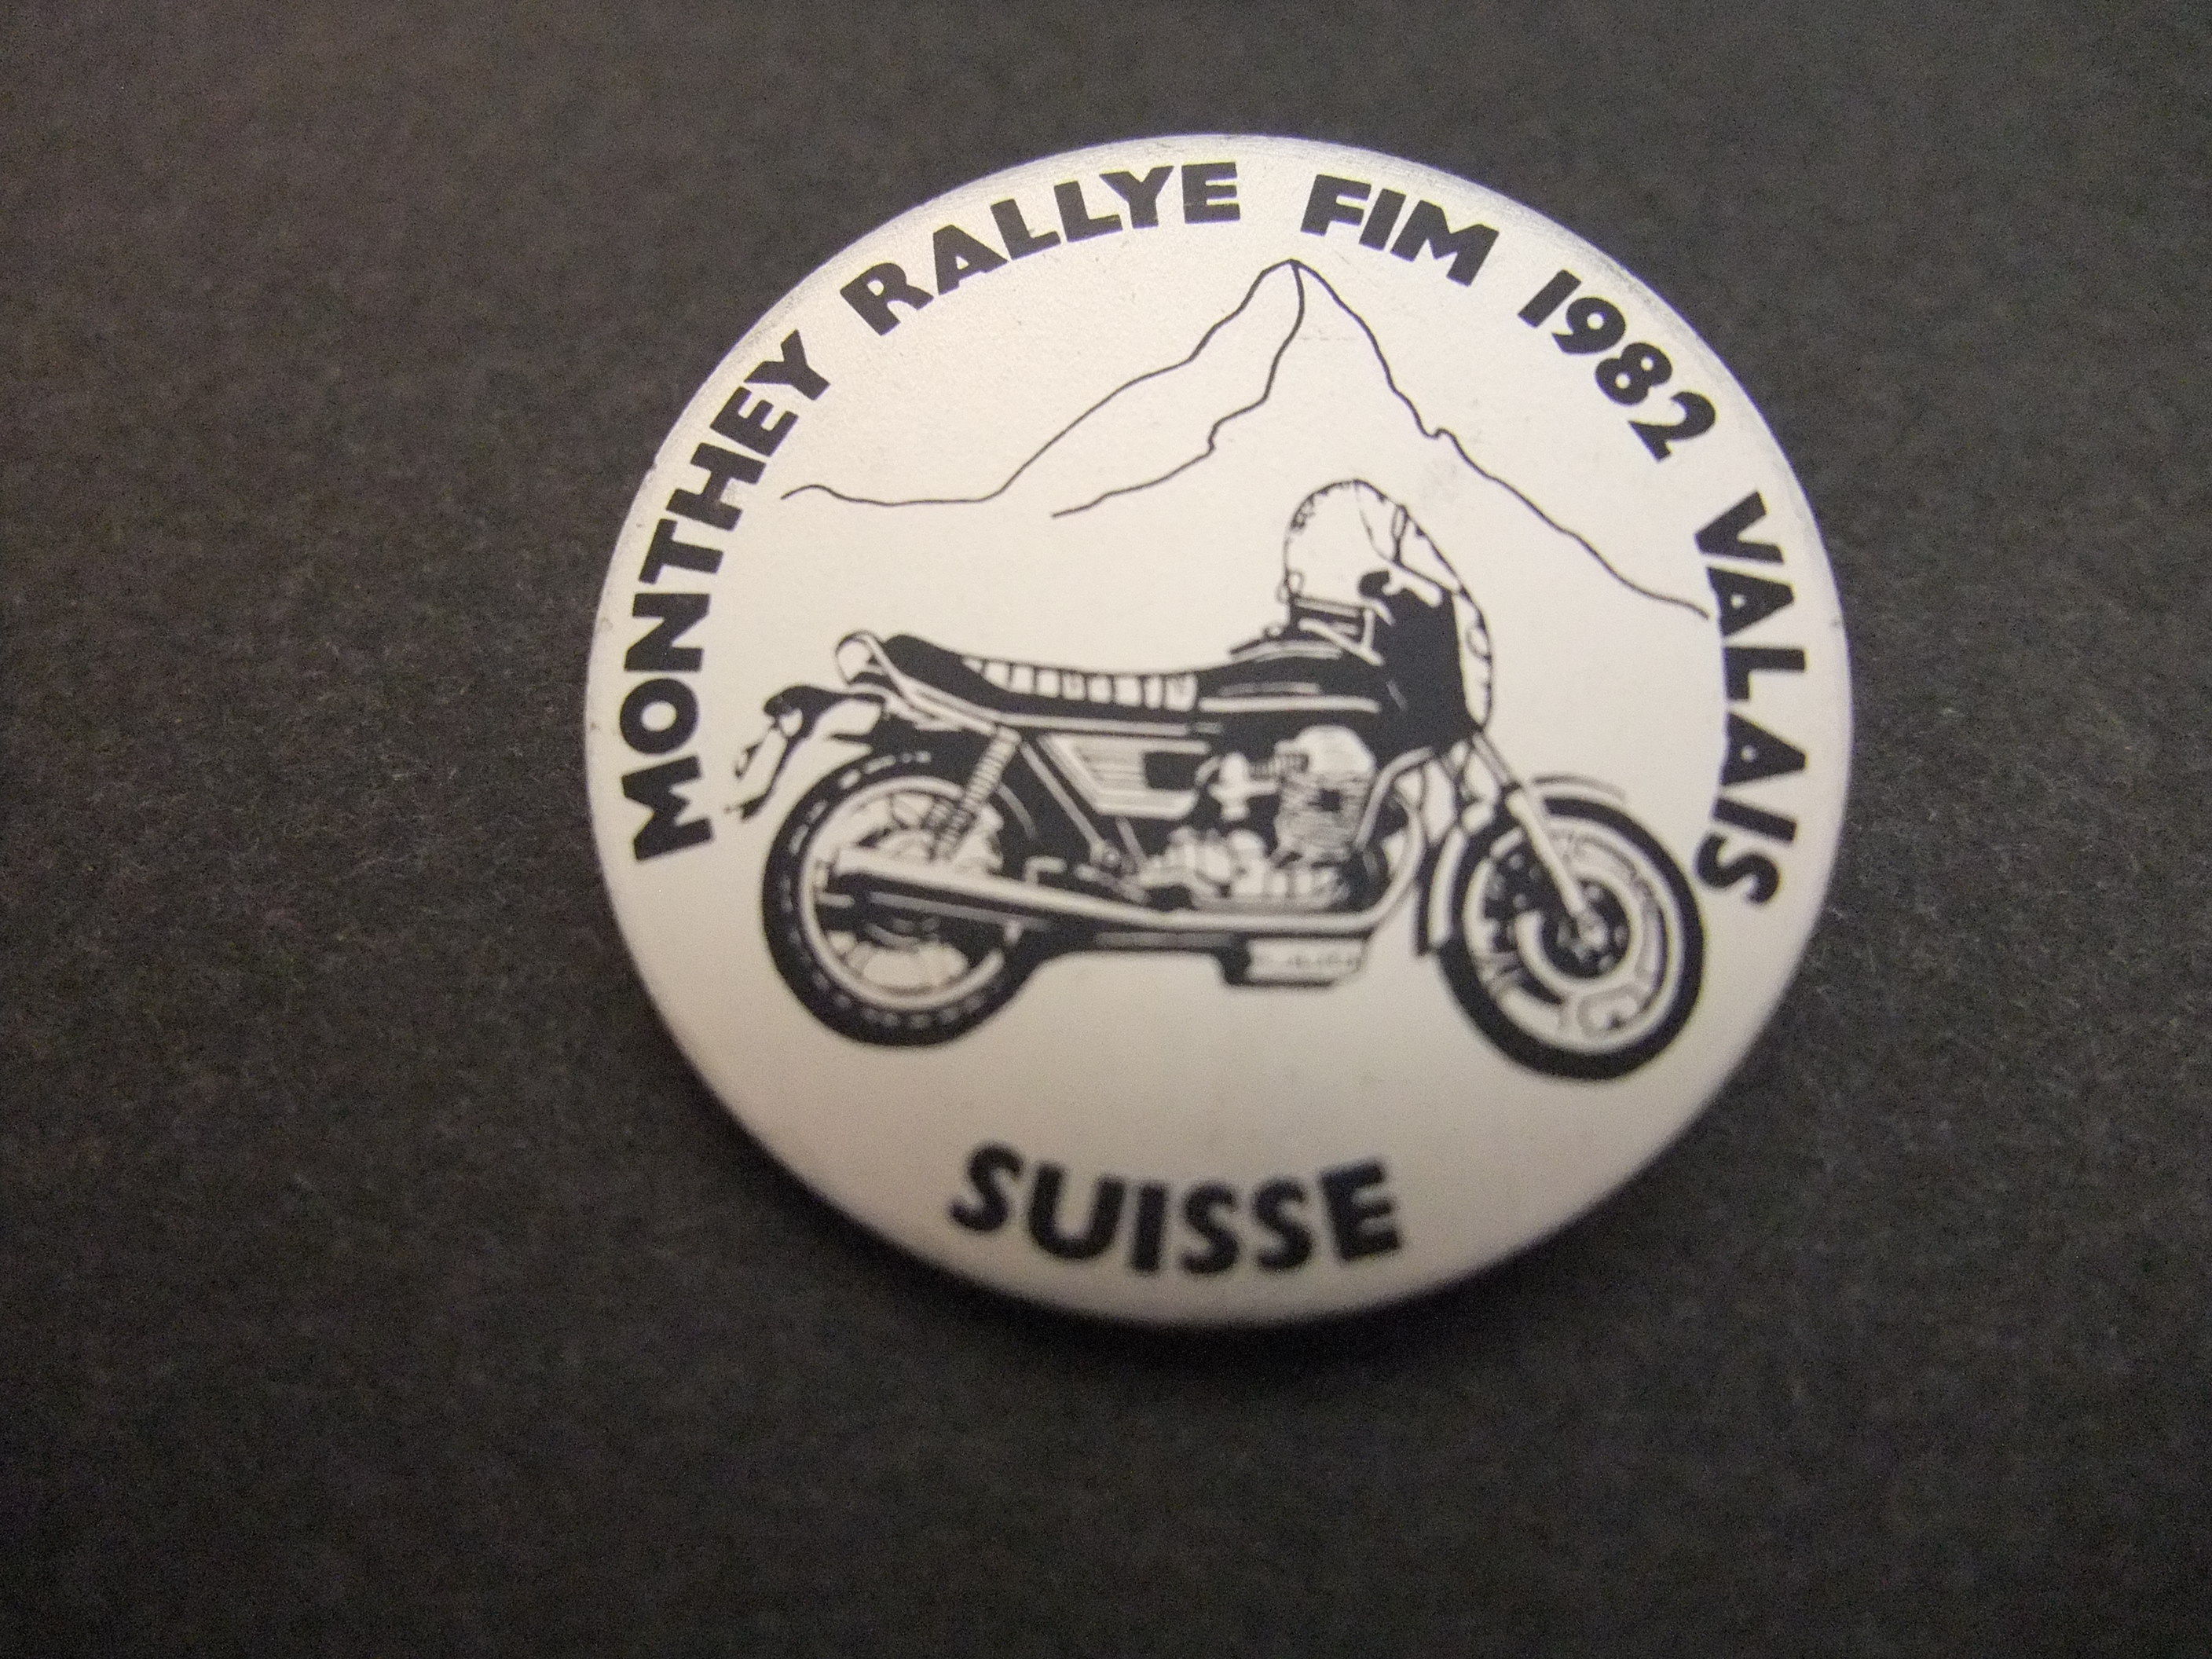 MONTHEY RALLYE FIM 1982 VALAIS
SUISSE